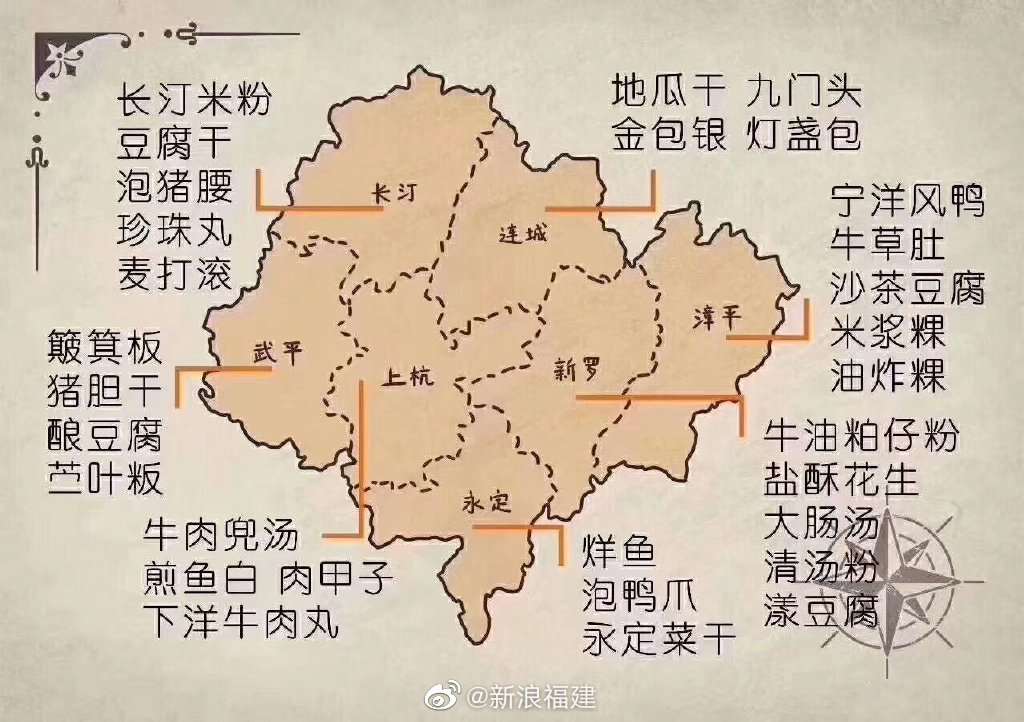 长汀米粉
豆腐干
泡猪腰
珍珠丸
麦打滚
地瓜干 九门头
金包银 灯盏包
宁洋风鸭
牛草肚
沙茶豆腐
米浆粿
油炸粿
长汀
连城
漳平
武平
上杭
新罗
永定
簸箕板
猪胆干
酿豆腐
苎叶粄
牛肉兜汤
煎鱼白 肉甲子
下洋牛肉丸
烊鱼
泡鸭爪
永定菜干
牛油粕仔粉
盐酥花生
大肠汤
清汤粉
漾豆腐
@新浪福建